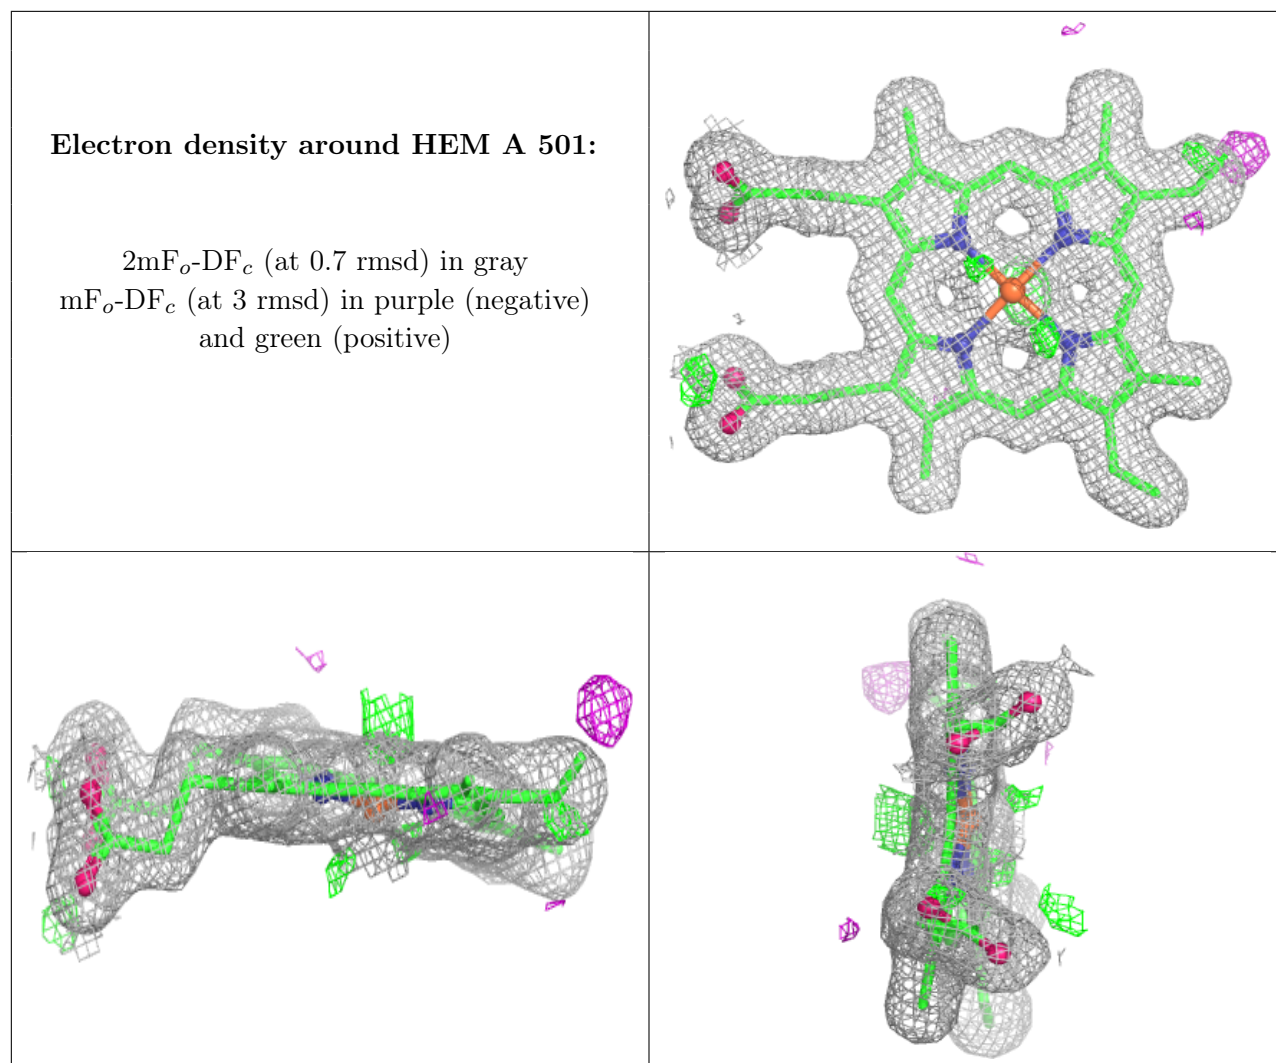 Electron density around HEM A 501:
2mFo-DFc (at 0.7 rmsd) in gray
mFo-DFc (at 3 rmsd) in purple (negative)
and green (positive)